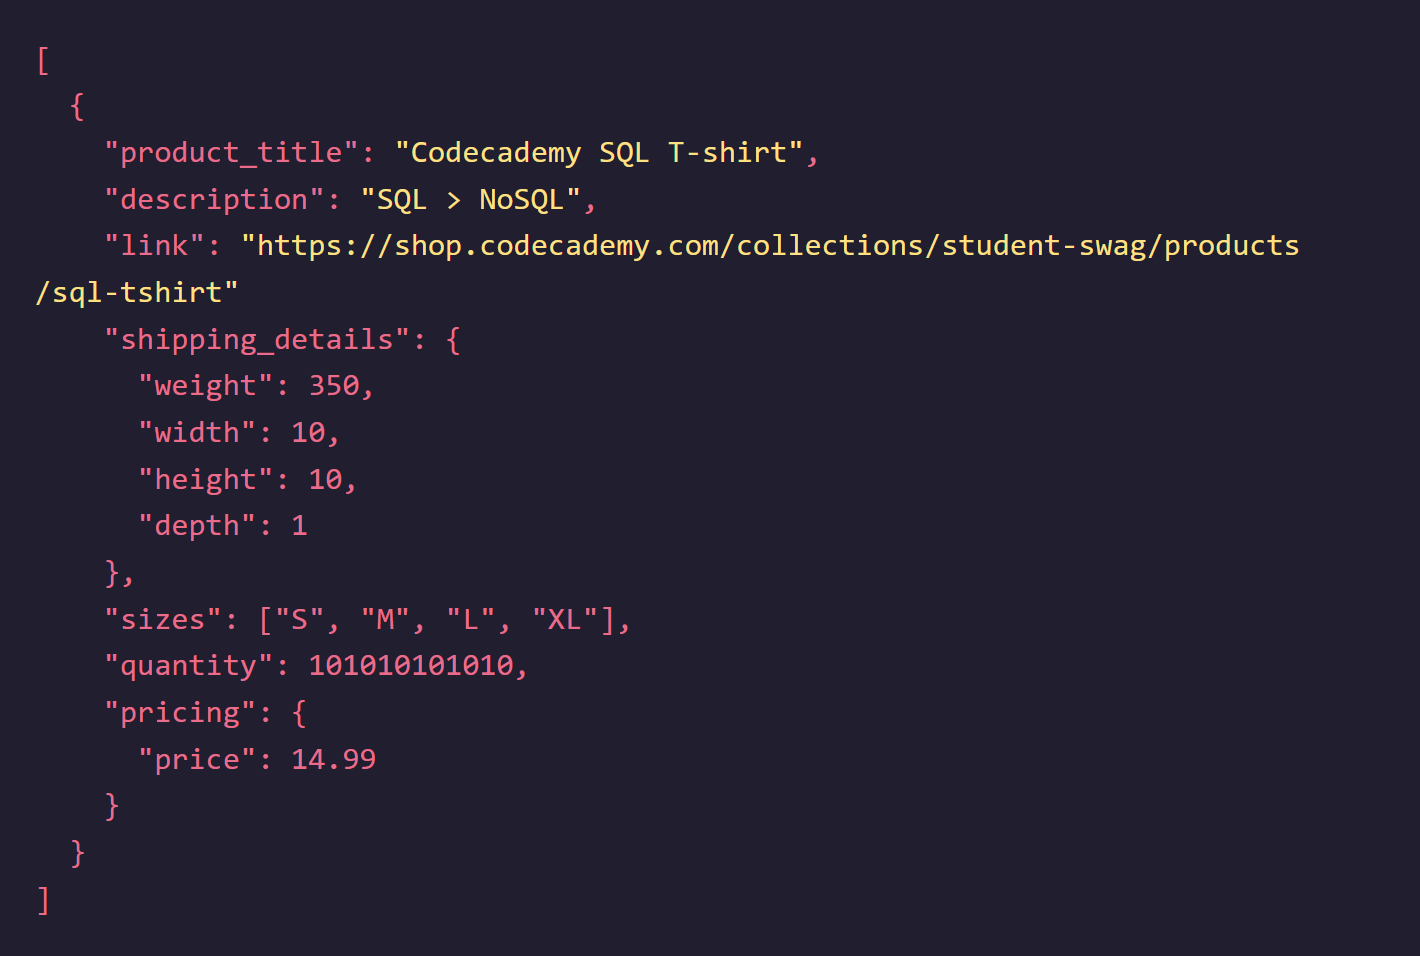 [
  {
    "product_title": "Codecademy SQL T-shirt",
    "description": "SQL > NoSQL",
    "link": "https://shop.codecademy.com/collections/student-swag/products
/sql-tshirt"
    "shipping_details": {
      "weight": 350,
      "width": 10,
      "height": 10,
      "depth": 1
    },
    "sizes": ["S", "M", "L", "XL"],
    "quantity": 101010101010,
    "pricing": {
      "price": 14.99
    }
  }
]